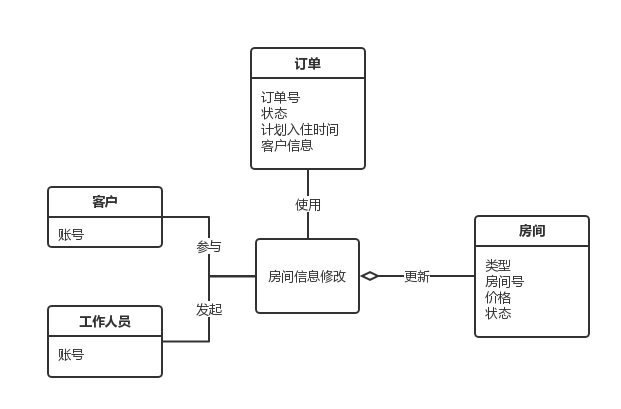 订单
订单号
状态
计划入住时间
客户信息
使用
客户
账号
参与
房间信息修改
更新
房间
类型
房间号
价格
状态
发起
工作人员
账号